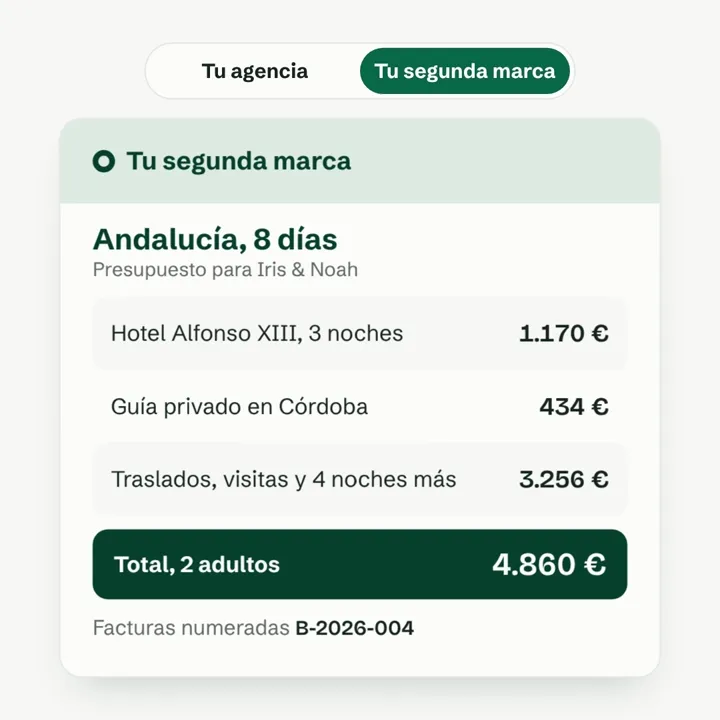 Tu agencia
Tu segunda marca
Tu segunda marca
Andalucía, 8 días
Presupuesto para Iris & Noah
Hotel Alfonso XIII, 3 noches 1.170 €
Guía privado en Córdoba 434 €
Traslados, visitas y 4 noches más 3.256 €
Total, 2 adultos 4.860 €
Facturas numeradas B-2026-004